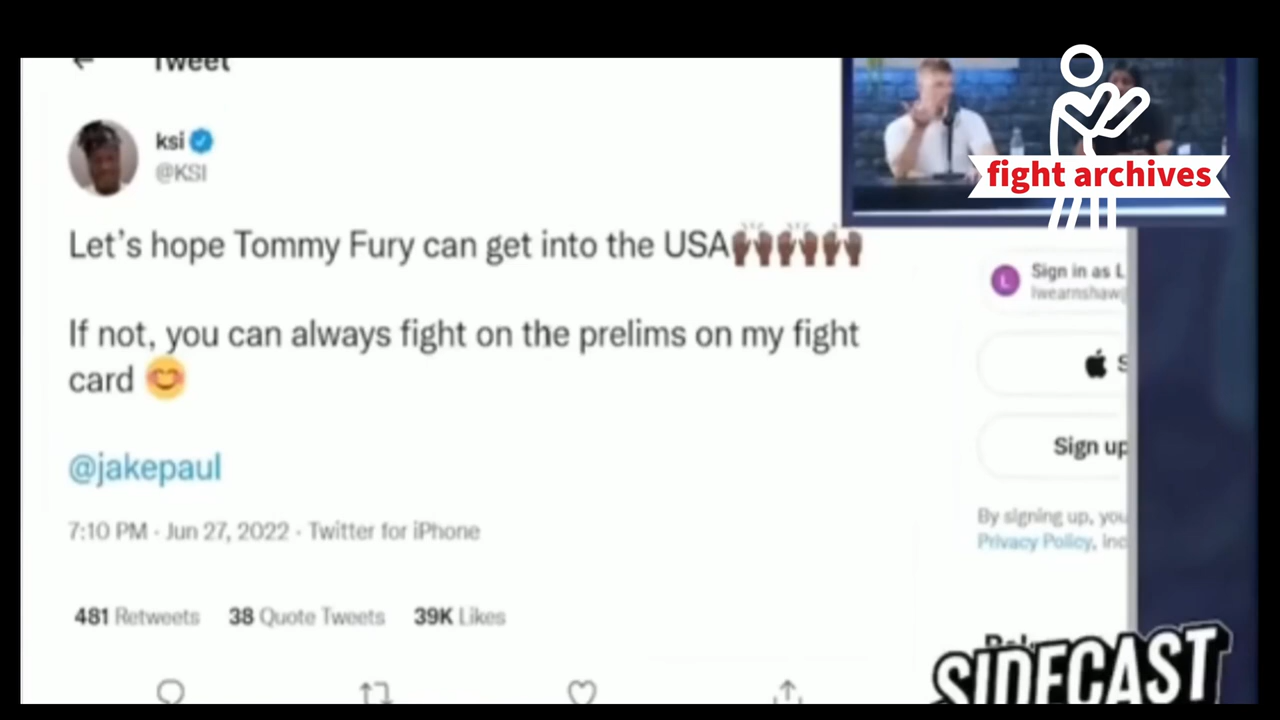 Tweet
ksi
@KSI
Let's hope Tommy Fury can get into the USA🙌🏿🙌🏿🙌🏿
If not, you can always fight on the prelims on my fight
card 😊
@jakepaul
7:10 PM · Jun 27, 2022 · Twitter for iPhone
481 Retweets 38 Quote Tweets 39K Likes
fight archives
L
Sign in as L
lwearnshaw@
S
Sign up
By signing up, you
Privacy Policy, inc
SIDECAST